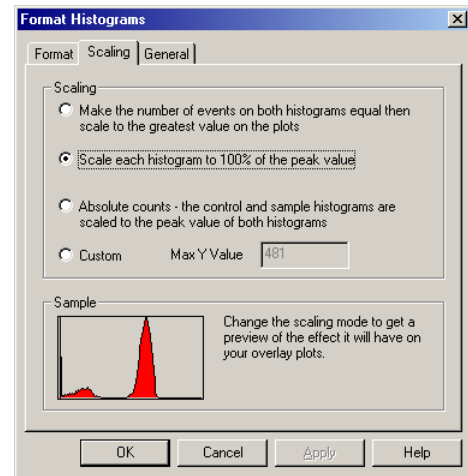 Format Histograms
Format Scaling General
Scaling
Make the number of events on both histograms equal then
scale to the greatest value on the plots
Scale each histogram to 100% of the peak value
Absolute counts - the control and sample histograms are
scaled to the peak value of both histograms
Custom Max Y Value 481
Sample
Change the scaling mode to get a
preview of the effect it will have on
your overlay plots.
OK Cancel Apply Help